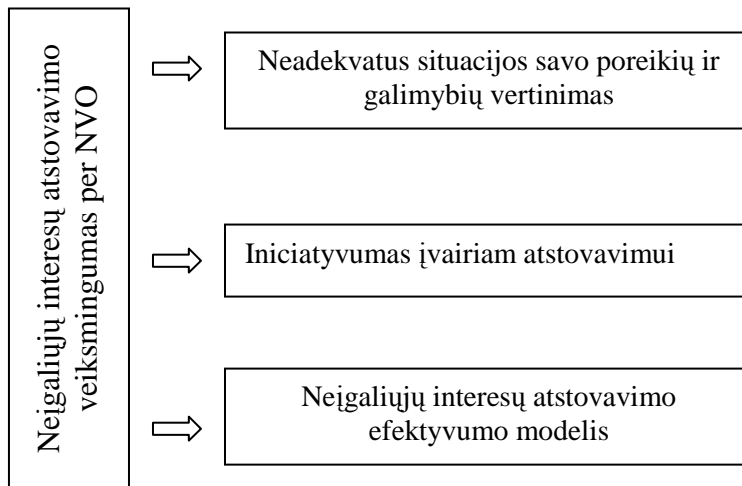 Neįgaliųjų interesų atstovavimo
veiksmingumas per NVO
Neadekvatus situacijos savo poreikių ir
galimybių vertinimas
Iniciatyvumas įvairiam atstovavimui
Neįgaliųjų interesų atstovavimo
efektyvumo modelis